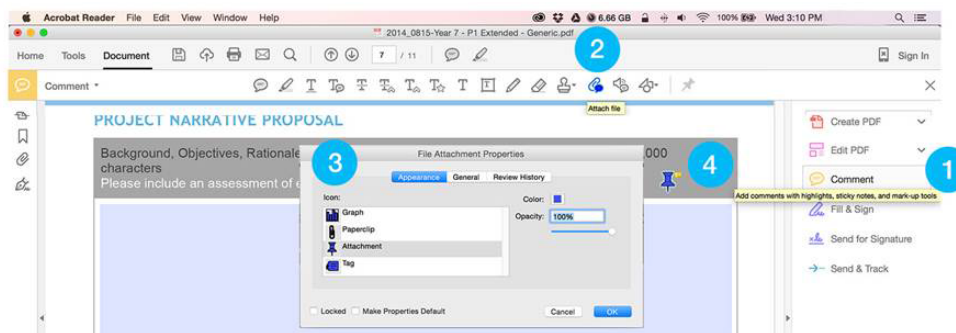 Acrobat Reader File Edit View Window Help 6.66 GB 100% Wed 3:10 PM
2014_0815-Year 7 - P1 Extended - Generic.pdf
Home Tools Document 7 / 11 Sign In
2
Comment
Attach file
PROJECT NARRATIVE PROPOSAL
Background, Objectives, Rationale 000
characters
Please include an assessment of
3
File Attachment Properties
Appearance General Review History
Icon:
Graph
Paperclip
Attachment
Tag
Color:
Opacity: 100%
Locked Make Properties Default Cancel OK
4
Create PDF
Edit PDF
Comment
1
Add comments with highlights, sticky notes, and mark-up tools
Fill & Sign
Send for Signature
Send & Track